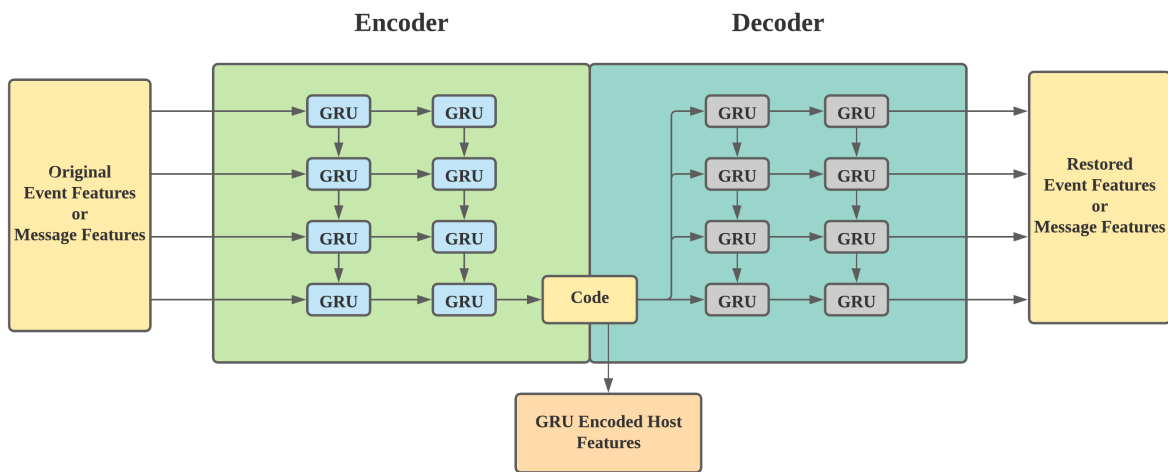 Encoder
Decoder
Original
Event Features
or
Message Features
GRU
GRU
GRU
GRU
GRU
GRU
GRU
GRU
Code
GRU
GRU
GRU
GRU
GRU
GRU
GRU
GRU
Restored
Event Features
or
Message Features
GRU Encoded Host
Features